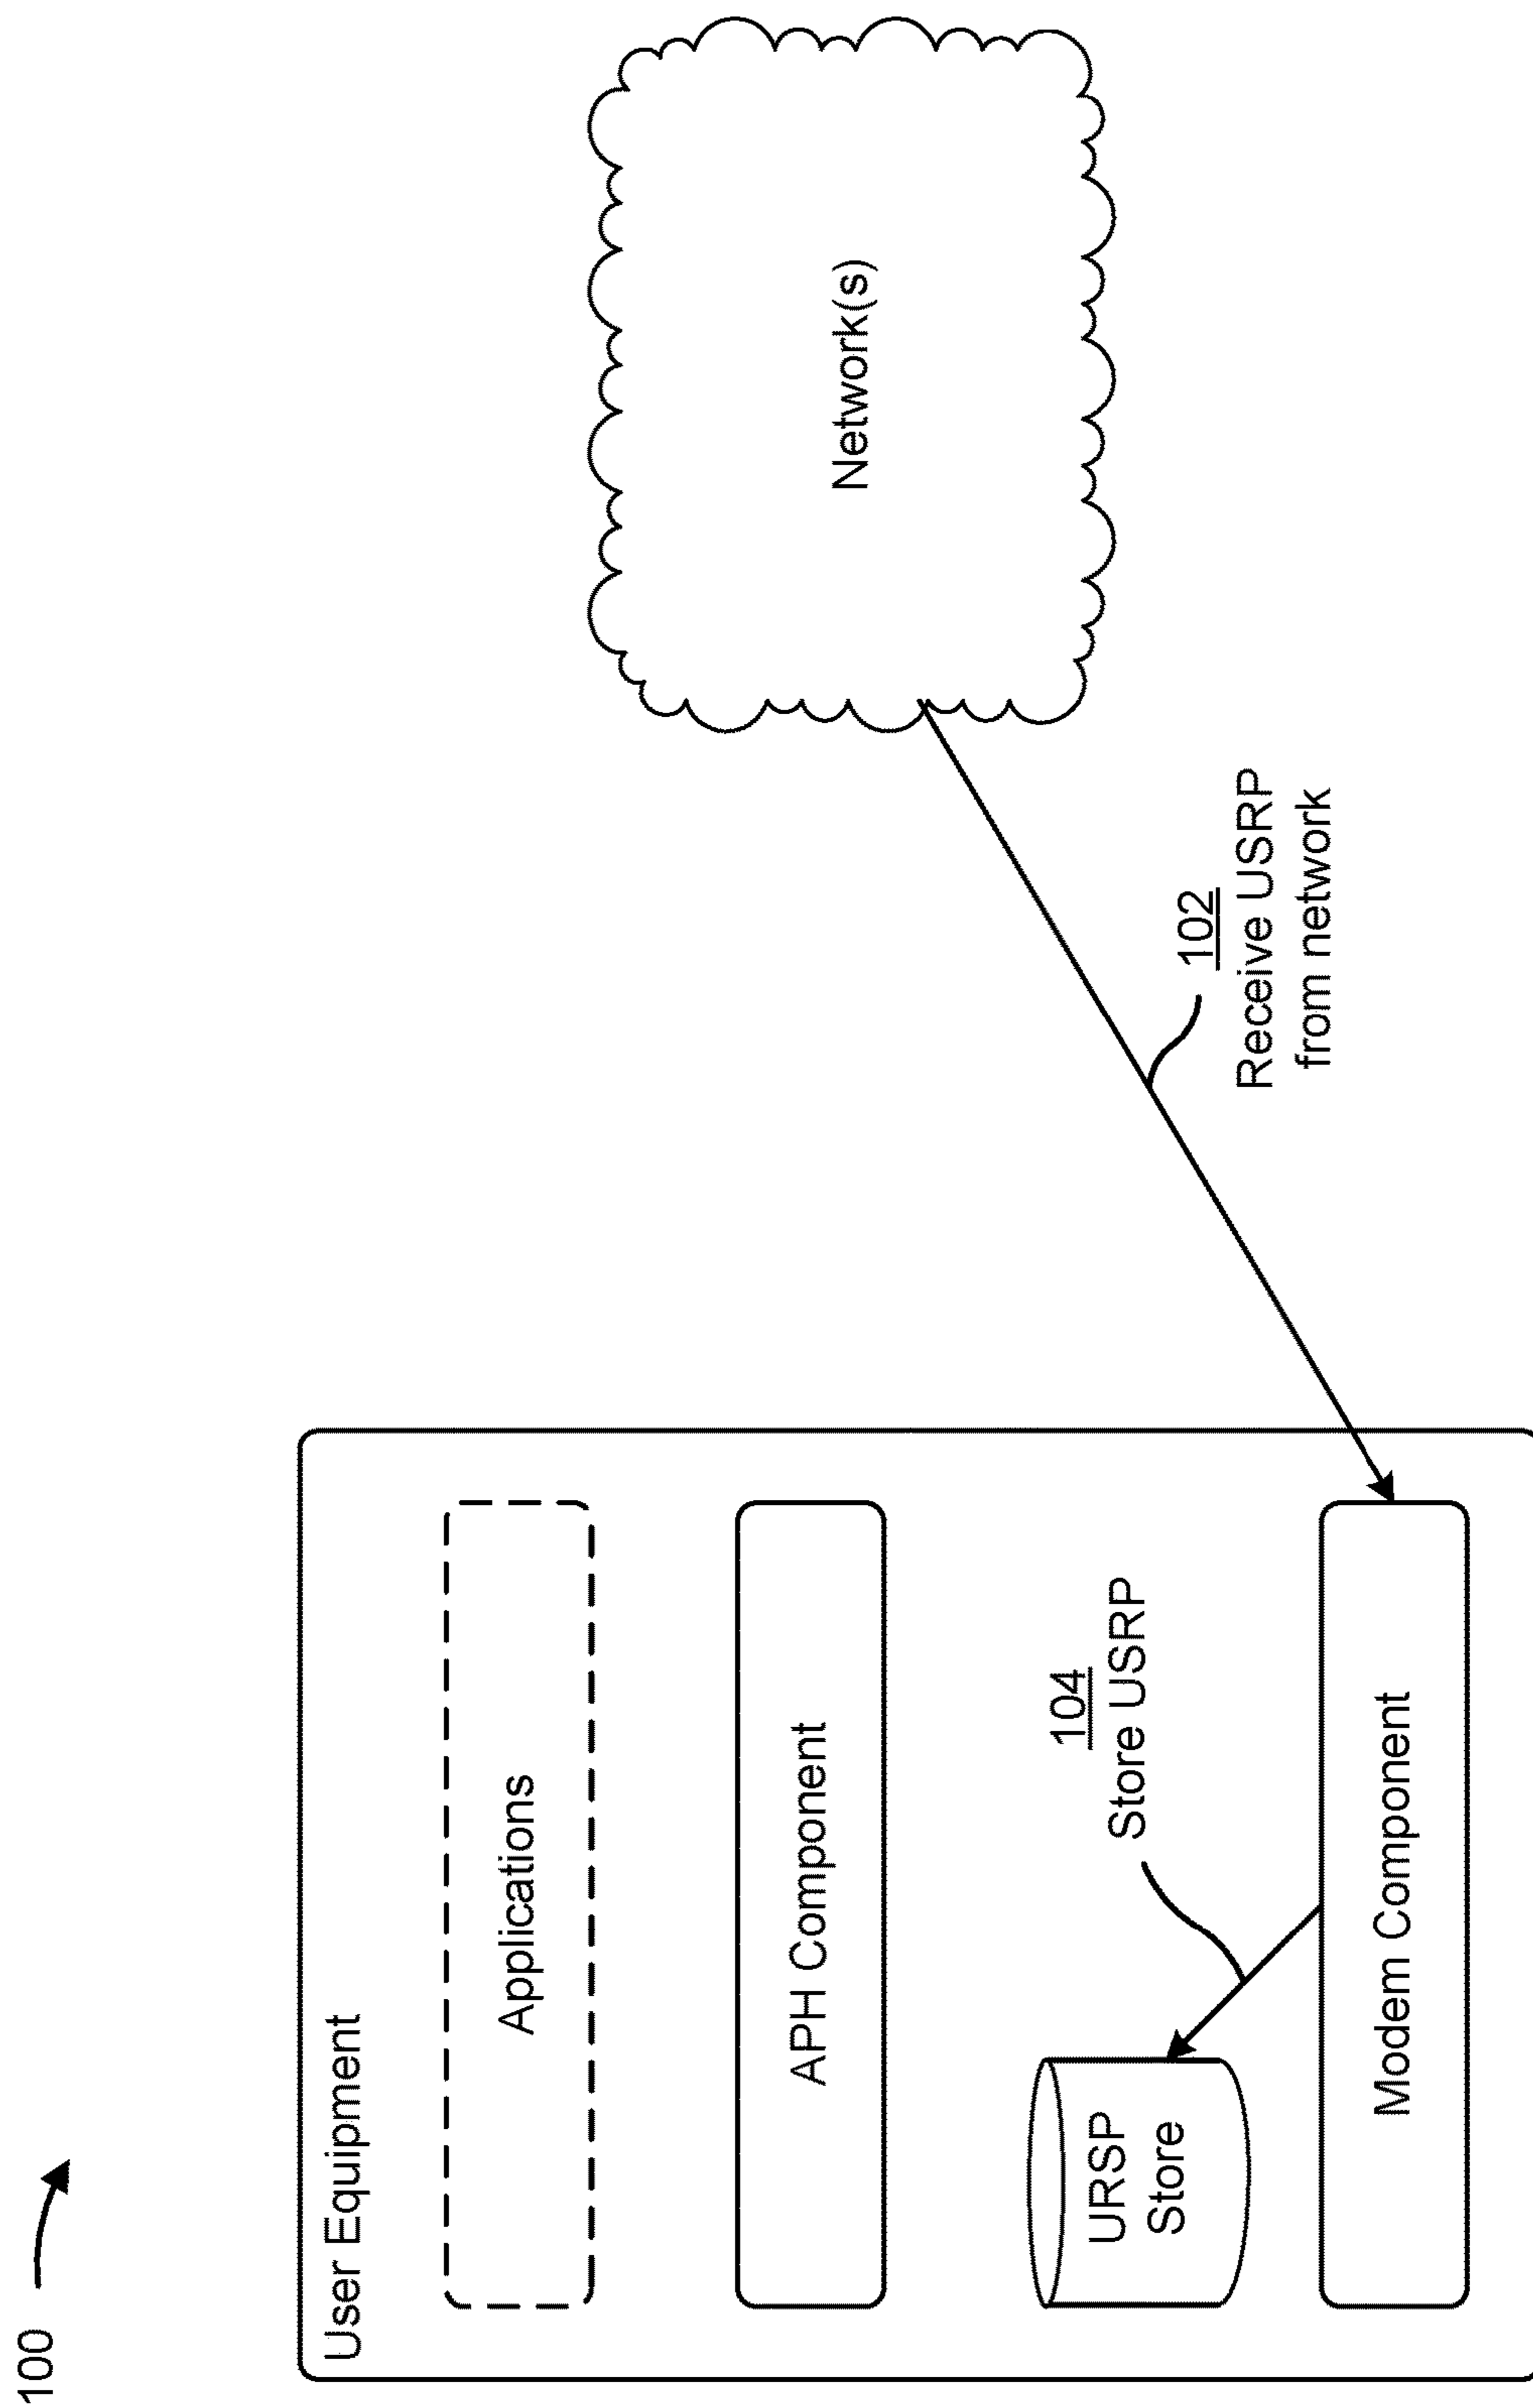 100
User Equipment
Applications
APH Component
URSP
Store
104
Store USRP
Modem Component
102
Receive USRP
from network
Network(s)